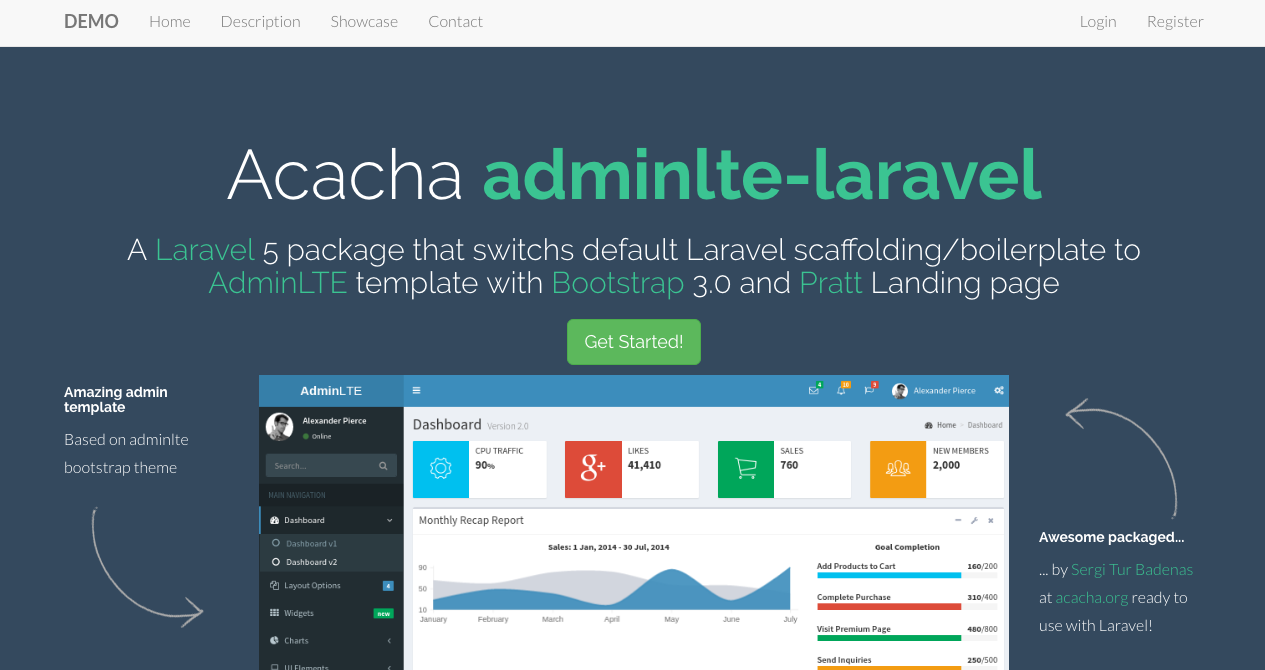 DEMO Home Description Showcase Contact Login Register
Acacha adminlte-laravel
A Laravel 5 package that switchs default Laravel scaffolding/boilerplate to
AdminLTE template with Bootstrap 3.0 and Pratt Landing page
Get Started!
Amazing admin
template
Based on adminlte
bootstrap theme
AdminLTE
4 10 9 Alexander Pierce
Alexander Pierce
Online
Search...
MAIN NAVIGATION
Dashboard
Dashboard v1
Dashboard v2
Layout Options 4
Widgets new
Charts
UI Elements
Dashboard Version 2.0
Home > Dashboard
CPU TRAFFIC
90%
g+
LIKES
41,410
SALES
760
NEW MEMBERS
2,000
Monthly Recap Report
Sales: 1 Jan, 2014 - 30 Jul, 2014
90
50
10
January February March April May June July
Goal Completion
Add Products to Cart 160/200
Complete Purchase 310/400
Visit Premium Page 480/800
Send Inquiries 250/500
Awesome packaged...
... by Sergi Tur Badenas
at acacha.org ready to
use with Laravel!